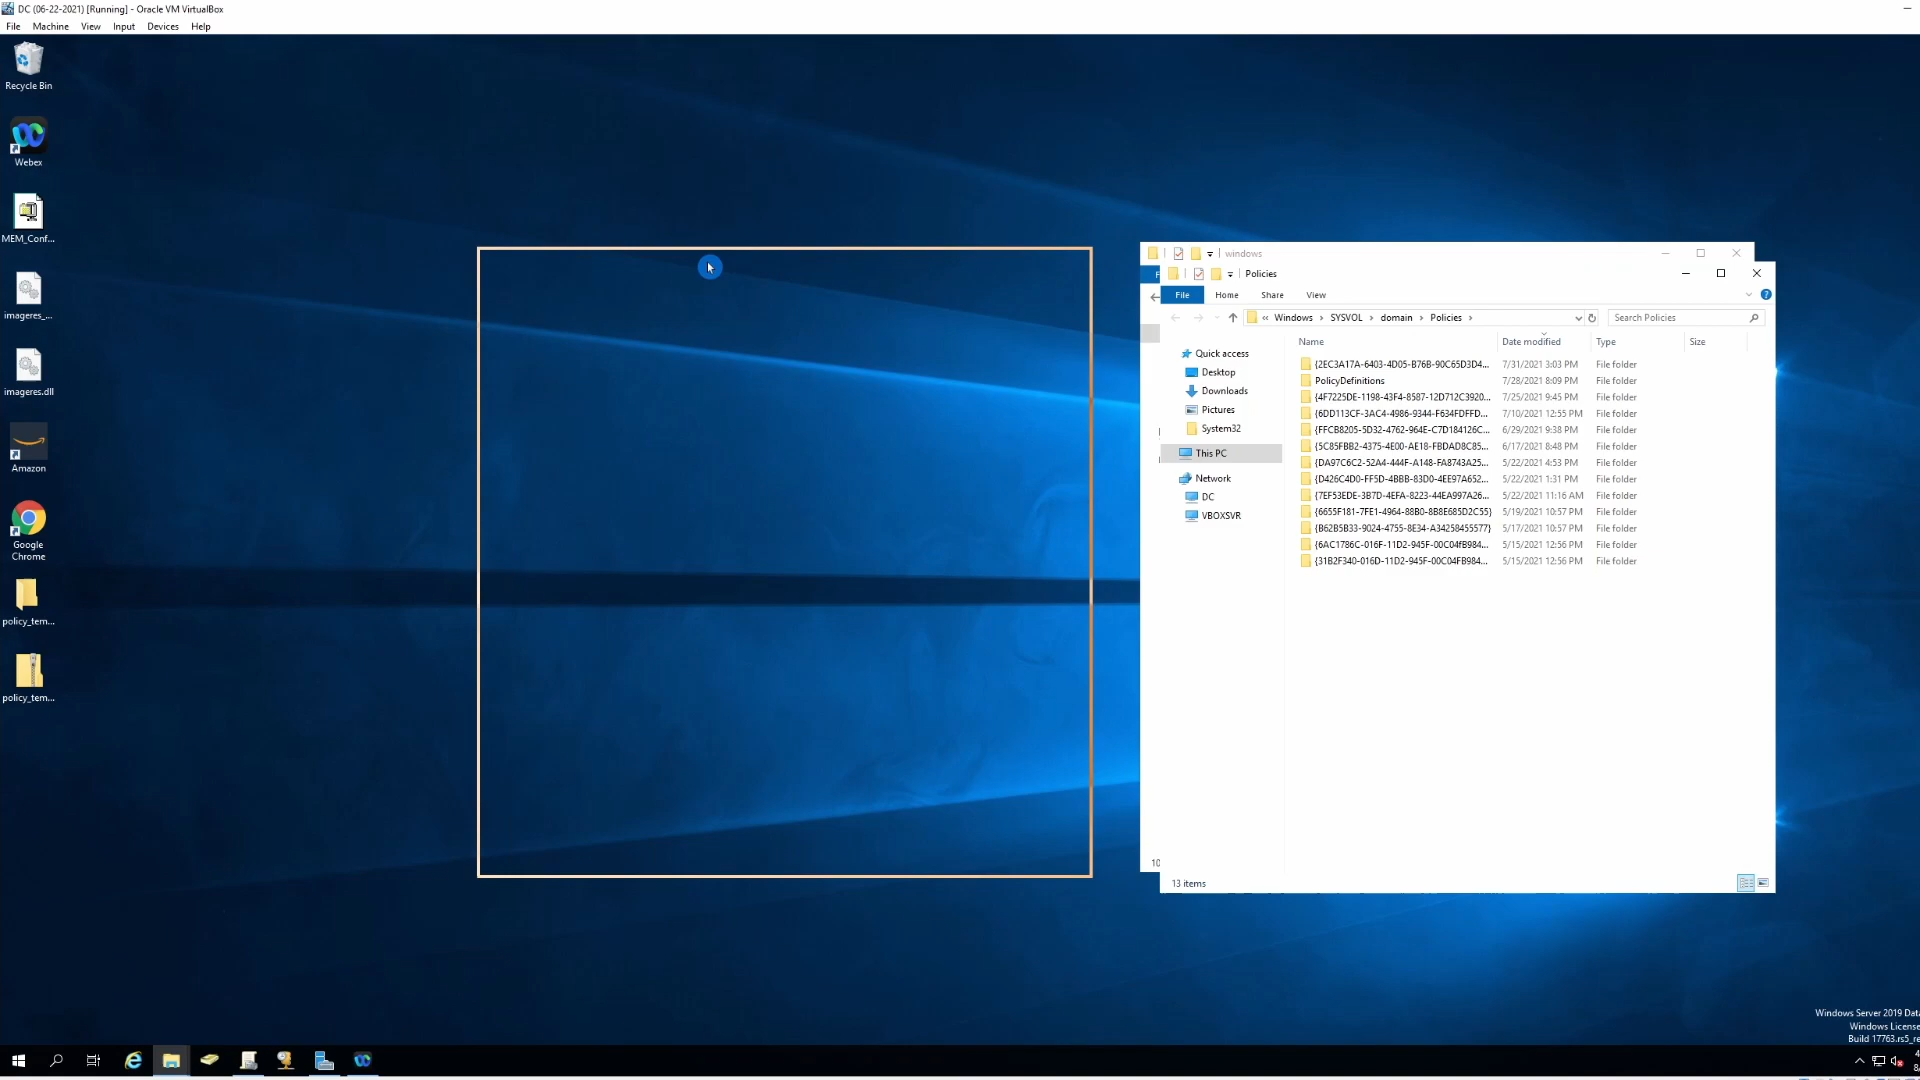 DC (06-22-2021) [Running] - Oracle VM VirtualBox
File Machine View Input Devices Help
Recycle Bin
Webex
MEM_Conf...
imageres_...
imageres.dll
Amazon
Google
Chrome
policy_tem...
policy_tem...
windows
Policies
File Home Share View
« Windows › SYSVOL › domain › Policies ›
Search Policies
Name Date modified Type Size
Quick access
Desktop
Downloads
Pictures
System32
This PC
Network
DC
VBOXSVR
{2EC3A17A-6403-4D05-B76B-90C65D3D4... 7/31/2021 3:03 PM File folder
PolicyDefinitions 7/28/2021 8:09 PM File folder
{4F7225DE-1198-43F4-8587-12D712C3920... 7/25/2021 9:45 PM File folder
{6DD113CF-3AC4-4986-9344-F634FDFFD... 7/10/2021 12:55 PM File folder
{FFCB8205-5D32-4762-964E-C7D184126C... 6/29/2021 9:38 PM File folder
{5C85FBB2-4375-4E00-AE18-FBDAD8C85... 6/17/2021 8:48 PM File folder
{DA97C6C2-52A4-444F-A148-FA8743A25... 5/22/2021 4:53 PM File folder
{D426C4D0-FF5D-4BBB-83D0-4EE97A652... 5/22/2021 1:31 PM File folder
{7EF53EDE-3B7D-4EFA-8223-44EA997A26... 5/22/2021 11:16 AM File folder
{6655F181-7FE1-4964-88B0-8B8E685D2C55} 5/19/2021 10:57 PM File folder
{B62B5B33-9024-4755-8E34-A34258455577} 5/17/2021 10:57 PM File folder
{6AC1786C-016F-11D2-945F-00C04fB984... 5/15/2021 12:56 PM File folder
{31B2F340-016D-11D2-945F-00C04FB984... 5/15/2021 12:56 PM File folder
10
13 items
Windows Server 2019 Data
Windows License
Build 17763.rs5_re
4
8/